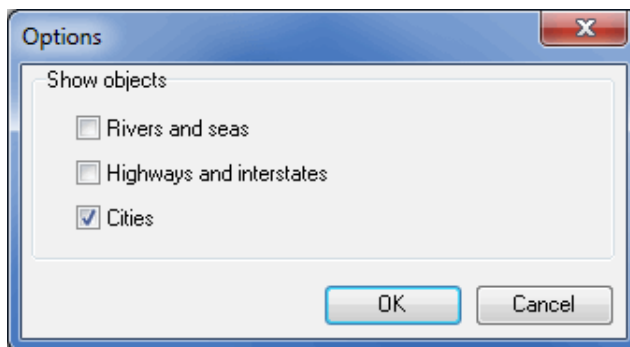 Options
Show objects
Rivers and seas
Highways and interstates
Cities
OK Cancel